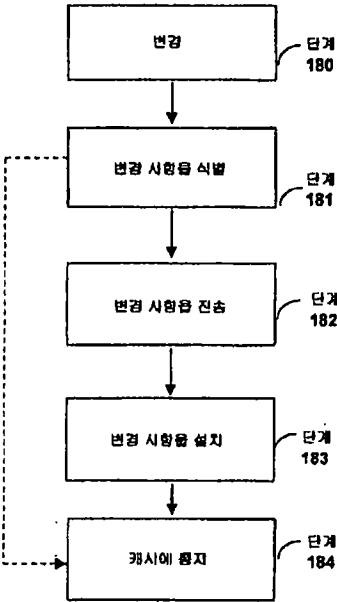 변경
단계
180
변경 사항을 식별
단계
181
변경 사항을 전송
단계
182
변경 사항을 설치
단계
183
캐시에 통지
단계
184